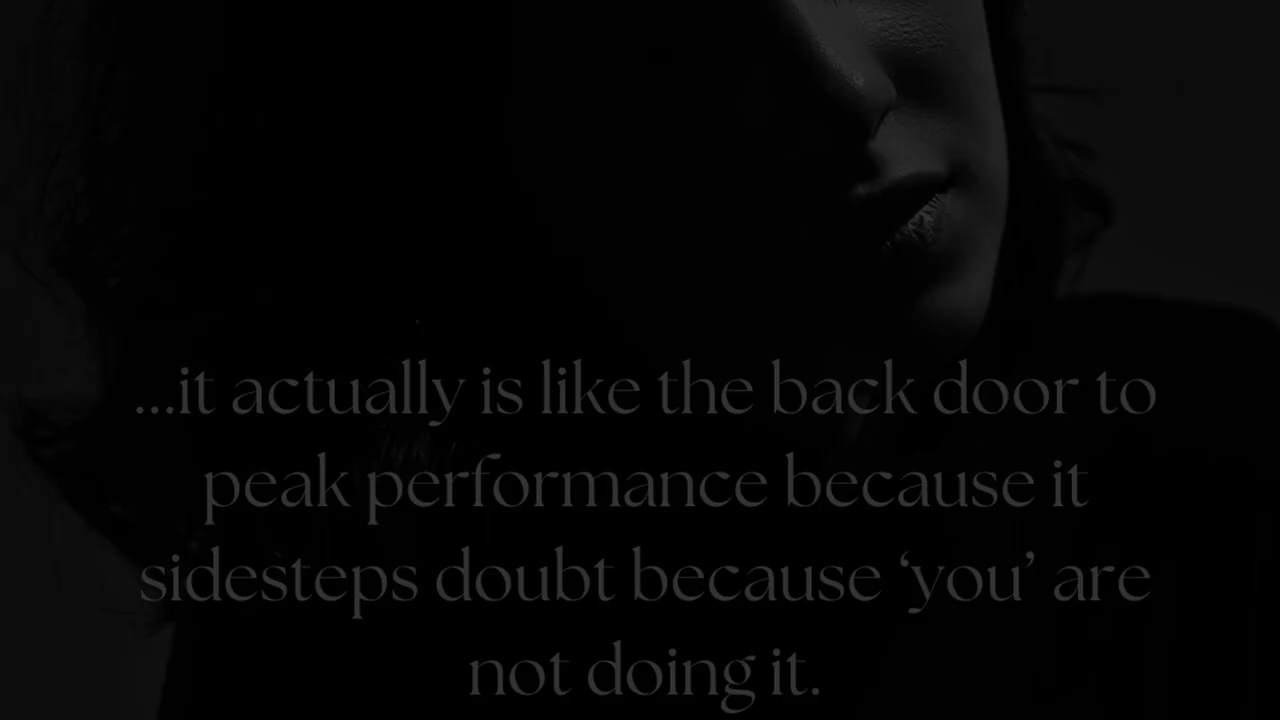 ...it actually is like the back door to
peak performance because it
sidesteps doubt because ‘you’ are
not doing it.